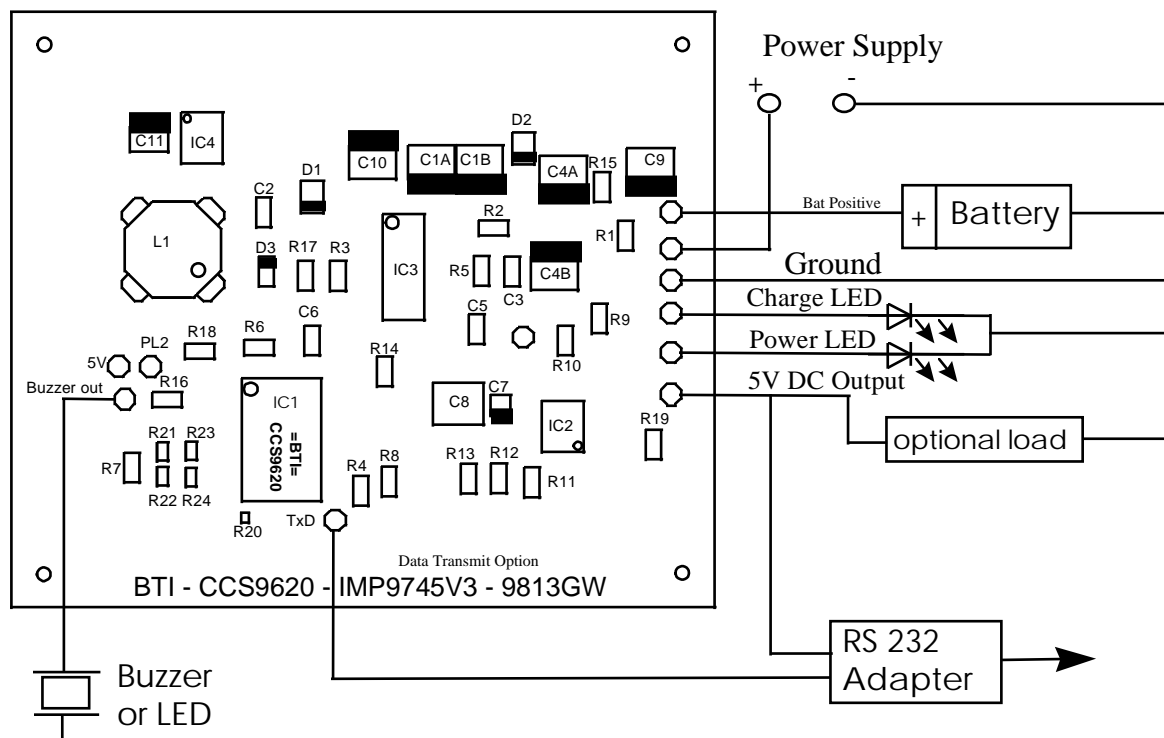 Power Supply
+ -
D2
C11
IC4
C10
C1A
C1B
C4A
R15
C9
D1
C2
Bat Positive
+ Battery
R2
R1
L1
D3
R17
R3
IC3
R5
C3
C4B
Ground
Charge LED
C5
R9
C6
R18
R6
PL2
5V
R14
R10
Power LED
Buzzer out
R16
5V DC Output
IC1
=BTI=
CCS9620
C8
C7
IC2
R19
optional load
R21
R23
R7
R22
R24
R4
R8
R13
R12
R11
R20
TxD
Data Transmit Option
BTI - CCS9620 - IMP9745V3 - 9813GW
RS 232
Adapter
Buzzer
or LED